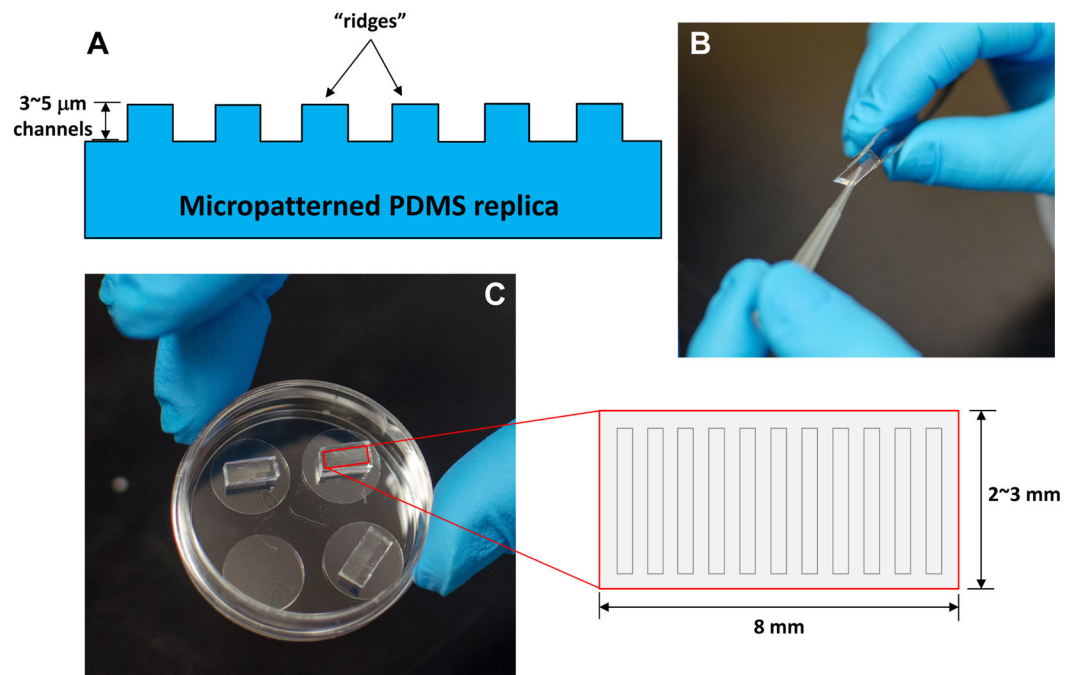 A
“ridges”
3~5 μm
channels
Micropatterned PDMS replica
B
C
2~3 mm
8 mm